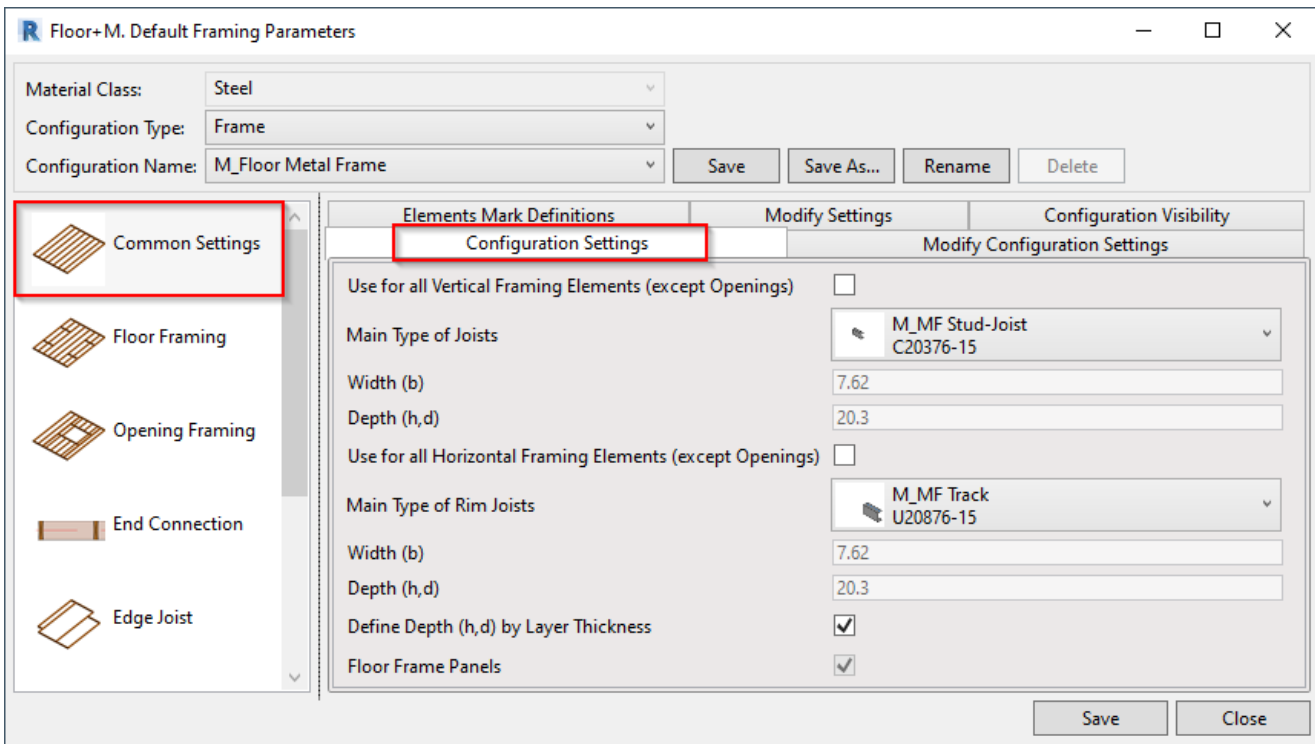 R Floor+M. Default Framing Parameters
Material Class: Steel
Configuration Type: Frame
Configuration Name: M_Floor Metal Frame Save Save As... Rename Delete
Common Settings
Floor Framing
Opening Framing
End Connection
Edge Joist
Elements Mark Definitions Modify Settings Configuration Visibility
Configuration Settings Modify Configuration Settings
Use for all Vertical Framing Elements (except Openings)
Main Type of Joists M_MF Stud-Joist
C20376-15
Width (b) 7.62
Depth (h,d) 20.3
Use for all Horizontal Framing Elements (except Openings)
Main Type of Rim Joists M_MF Track
U20876-15
Width (b) 7.62
Depth (h,d) 20.3
Define Depth (h,d) by Layer Thickness
Floor Frame Panels
Save Close